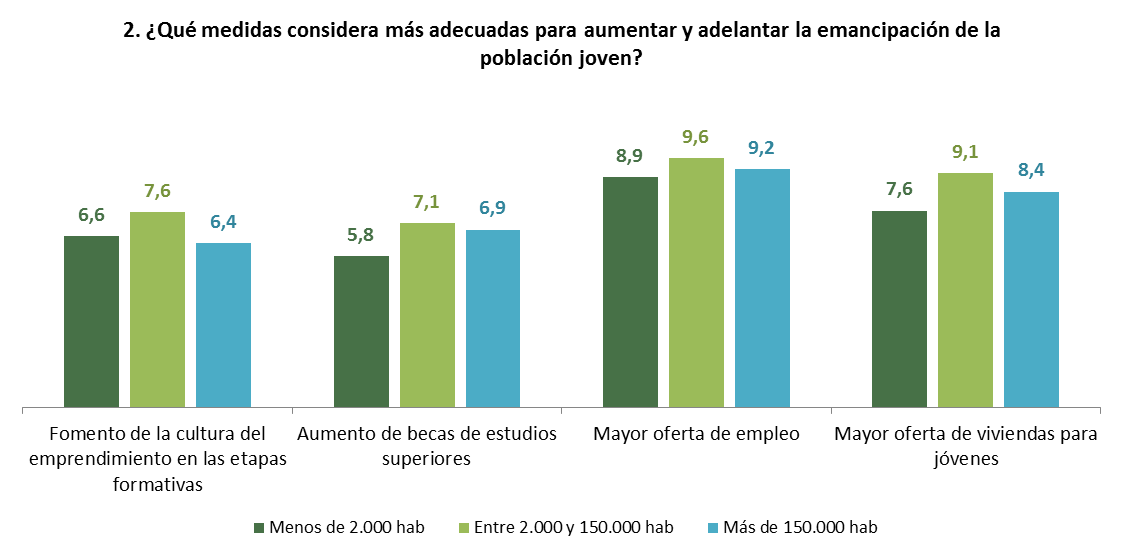 2. ¿Qué medidas considera más adecuadas para aumentar y adelantar la emancipación de la
población joven?
6,6
7,6
6,4
5,8
7,1
6,9
8,9
9,6
9,2
7,6
9,1
8,4
Fomento de la cultura del
emprendimiento en las etapas
formativas
Aumento de becas de estudios
superiores
Mayor oferta de empleo
Mayor oferta de viviendas para
jóvenes
Menos de 2.000 hab
Entre 2.000 y 150.000 hab
Más de 150.000 hab